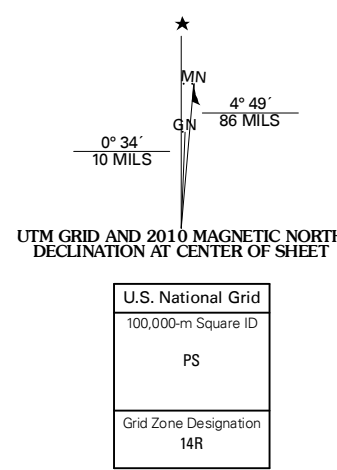 MN
4° 49´
86 MILS
GN
0° 34´
10 MILS
UTM GRID AND 2010 MAGNETIC NORTH
DECLINATION AT CENTER OF SHEET
U.S. National Grid
100,000-m Square ID
PS
Grid Zone Designation
14R